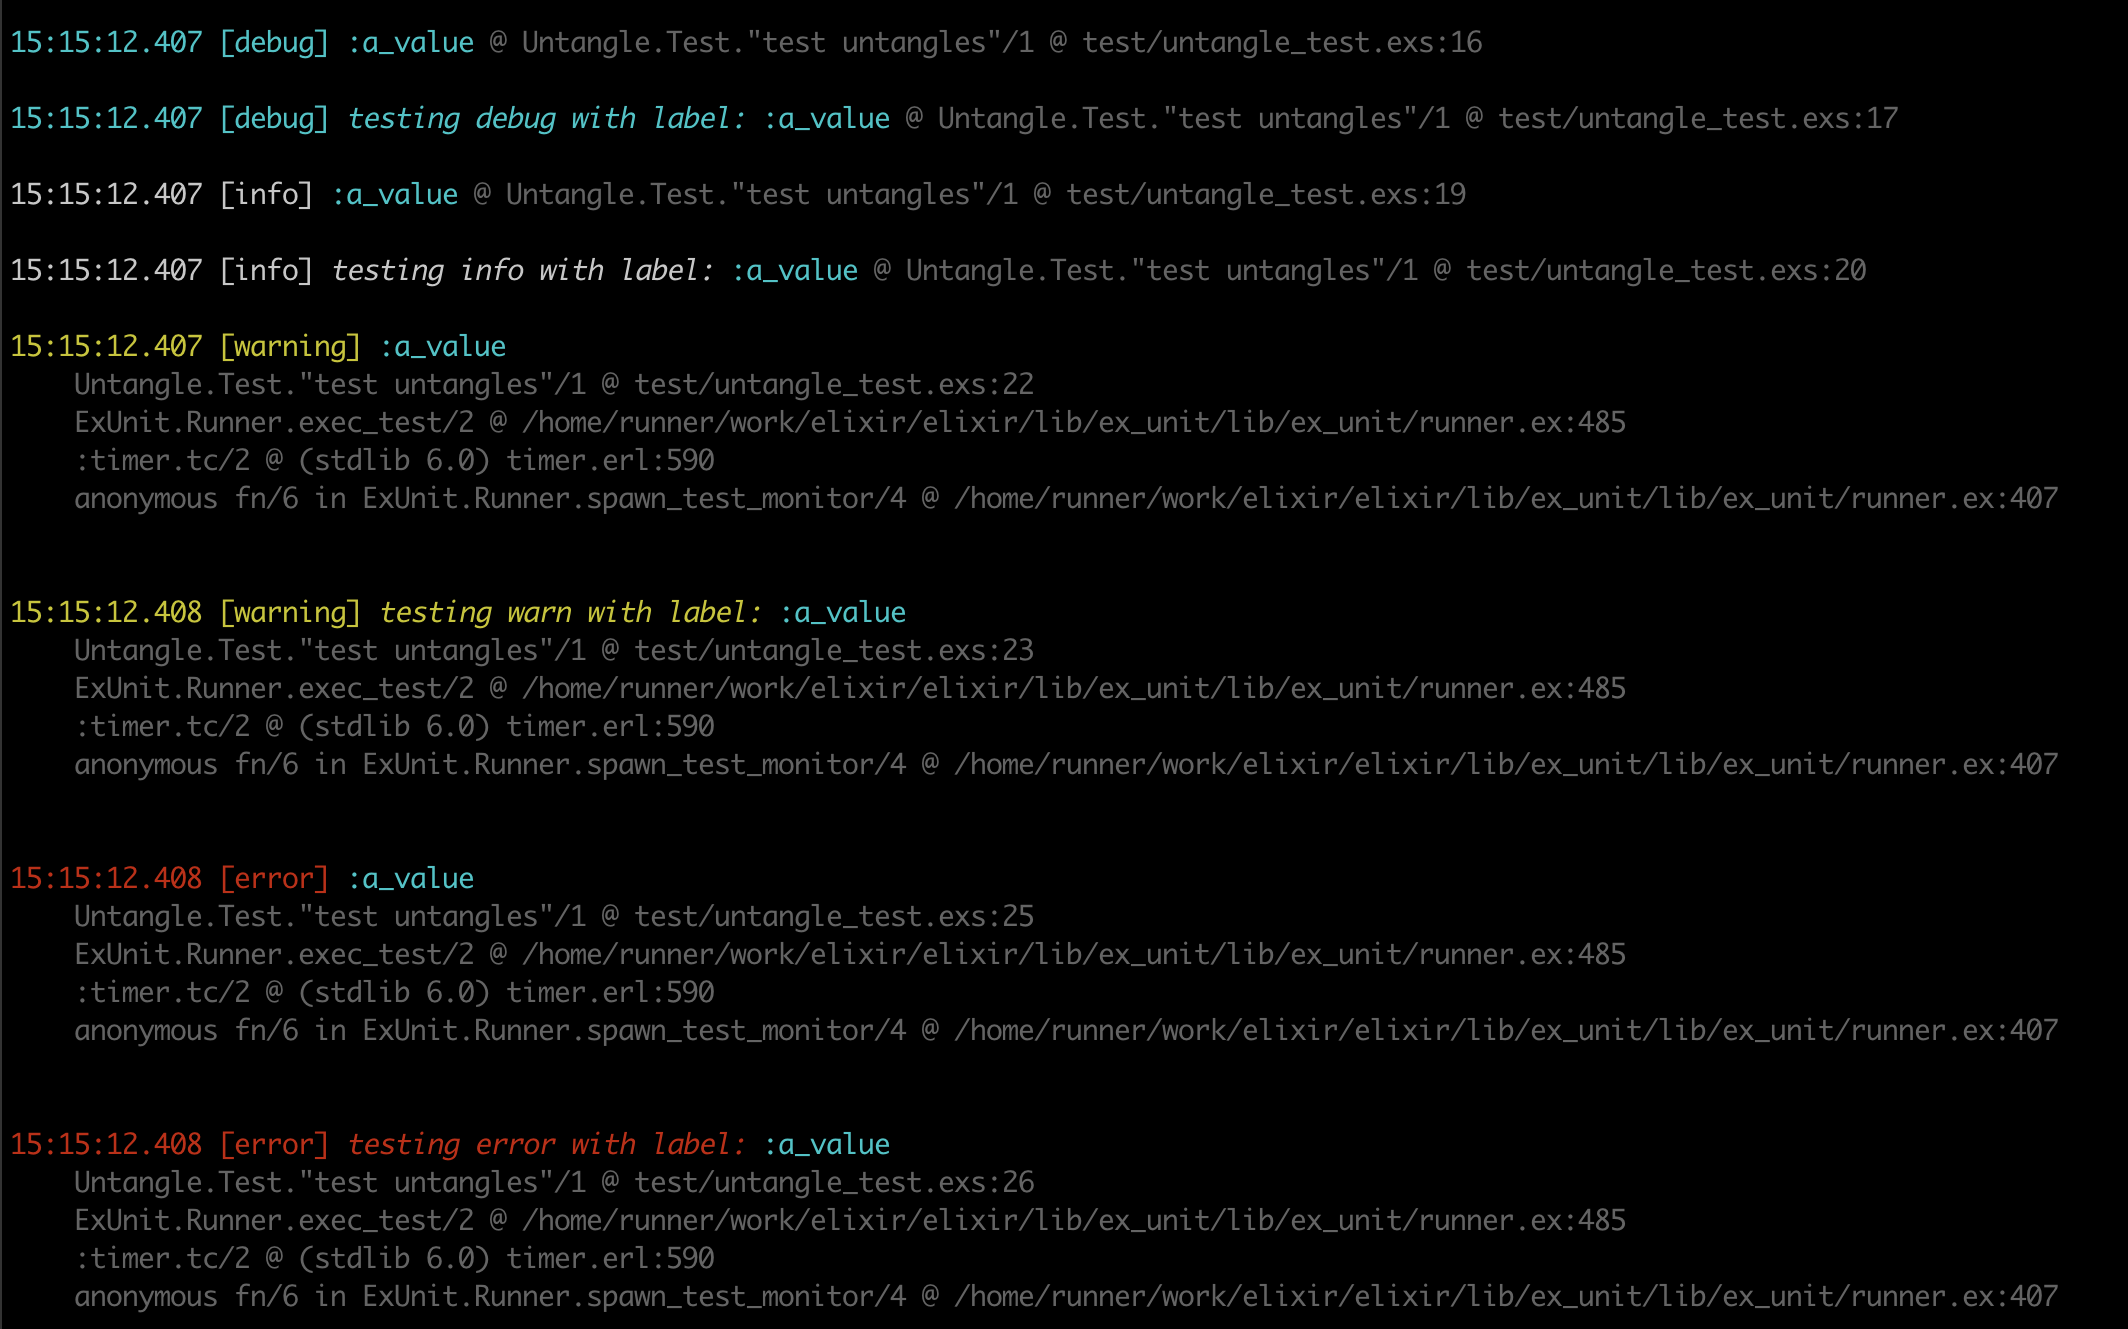 15:15:12.407 [debug] :a_value @ Untangle.Test."test untangles"/1 @ test/untangle_test.exs:16
15:15:12.407 [debug] testing debug with label: :a_value @ Untangle.Test."test untangles"/1 @ test/untangle_test.exs:17
15:15:12.407 [info] :a_value @ Untangle.Test."test untangles"/1 @ test/untangle_test.exs:19
15:15:12.407 [info] testing info with label: :a_value @ Untangle.Test."test untangles"/1 @ test/untangle_test.exs:20
15:15:12.407 [warning] :a_value
Untangle.Test."test untangles"/1 @ test/untangle_test.exs:22
ExUnit.Runner.exec_test/2 @ /home/runner/work/elixir/elixir/lib/ex_unit/lib/ex_unit/runner.ex:485
:timer.tc/2 @ (stdlib 6.0) timer.erl:590
anonymous fn/6 in ExUnit.Runner.spawn_test_monitor/4 @ /home/runner/work/elixir/elixir/lib/ex_unit/lib/ex_unit/runner.ex:407
15:15:12.408 [warning] testing warn with label: :a_value
Untangle.Test."test untangles"/1 @ test/untangle_test.exs:23
ExUnit.Runner.exec_test/2 @ /home/runner/work/elixir/elixir/lib/ex_unit/lib/ex_unit/runner.ex:485
:timer.tc/2 @ (stdlib 6.0) timer.erl:590
anonymous fn/6 in ExUnit.Runner.spawn_test_monitor/4 @ /home/runner/work/elixir/elixir/lib/ex_unit/lib/ex_unit/runner.ex:407
15:15:12.408 [error] :a_value
Untangle.Test."test untangles"/1 @ test/untangle_test.exs:25
ExUnit.Runner.exec_test/2 @ /home/runner/work/elixir/elixir/lib/ex_unit/lib/ex_unit/runner.ex:485
:timer.tc/2 @ (stdlib 6.0) timer.erl:590
anonymous fn/6 in ExUnit.Runner.spawn_test_monitor/4 @ /home/runner/work/elixir/elixir/lib/ex_unit/lib/ex_unit/runner.ex:407
15:15:12.408 [error] testing error with label: :a_value
Untangle.Test."test untangles"/1 @ test/untangle_test.exs:26
ExUnit.Runner.exec_test/2 @ /home/runner/work/elixir/elixir/lib/ex_unit/lib/ex_unit/runner.ex:485
:timer.tc/2 @ (stdlib 6.0) timer.erl:590
anonymous fn/6 in ExUnit.Runner.spawn_test_monitor/4 @ /home/runner/work/elixir/elixir/lib/ex_unit/lib/ex_unit/runner.ex:407